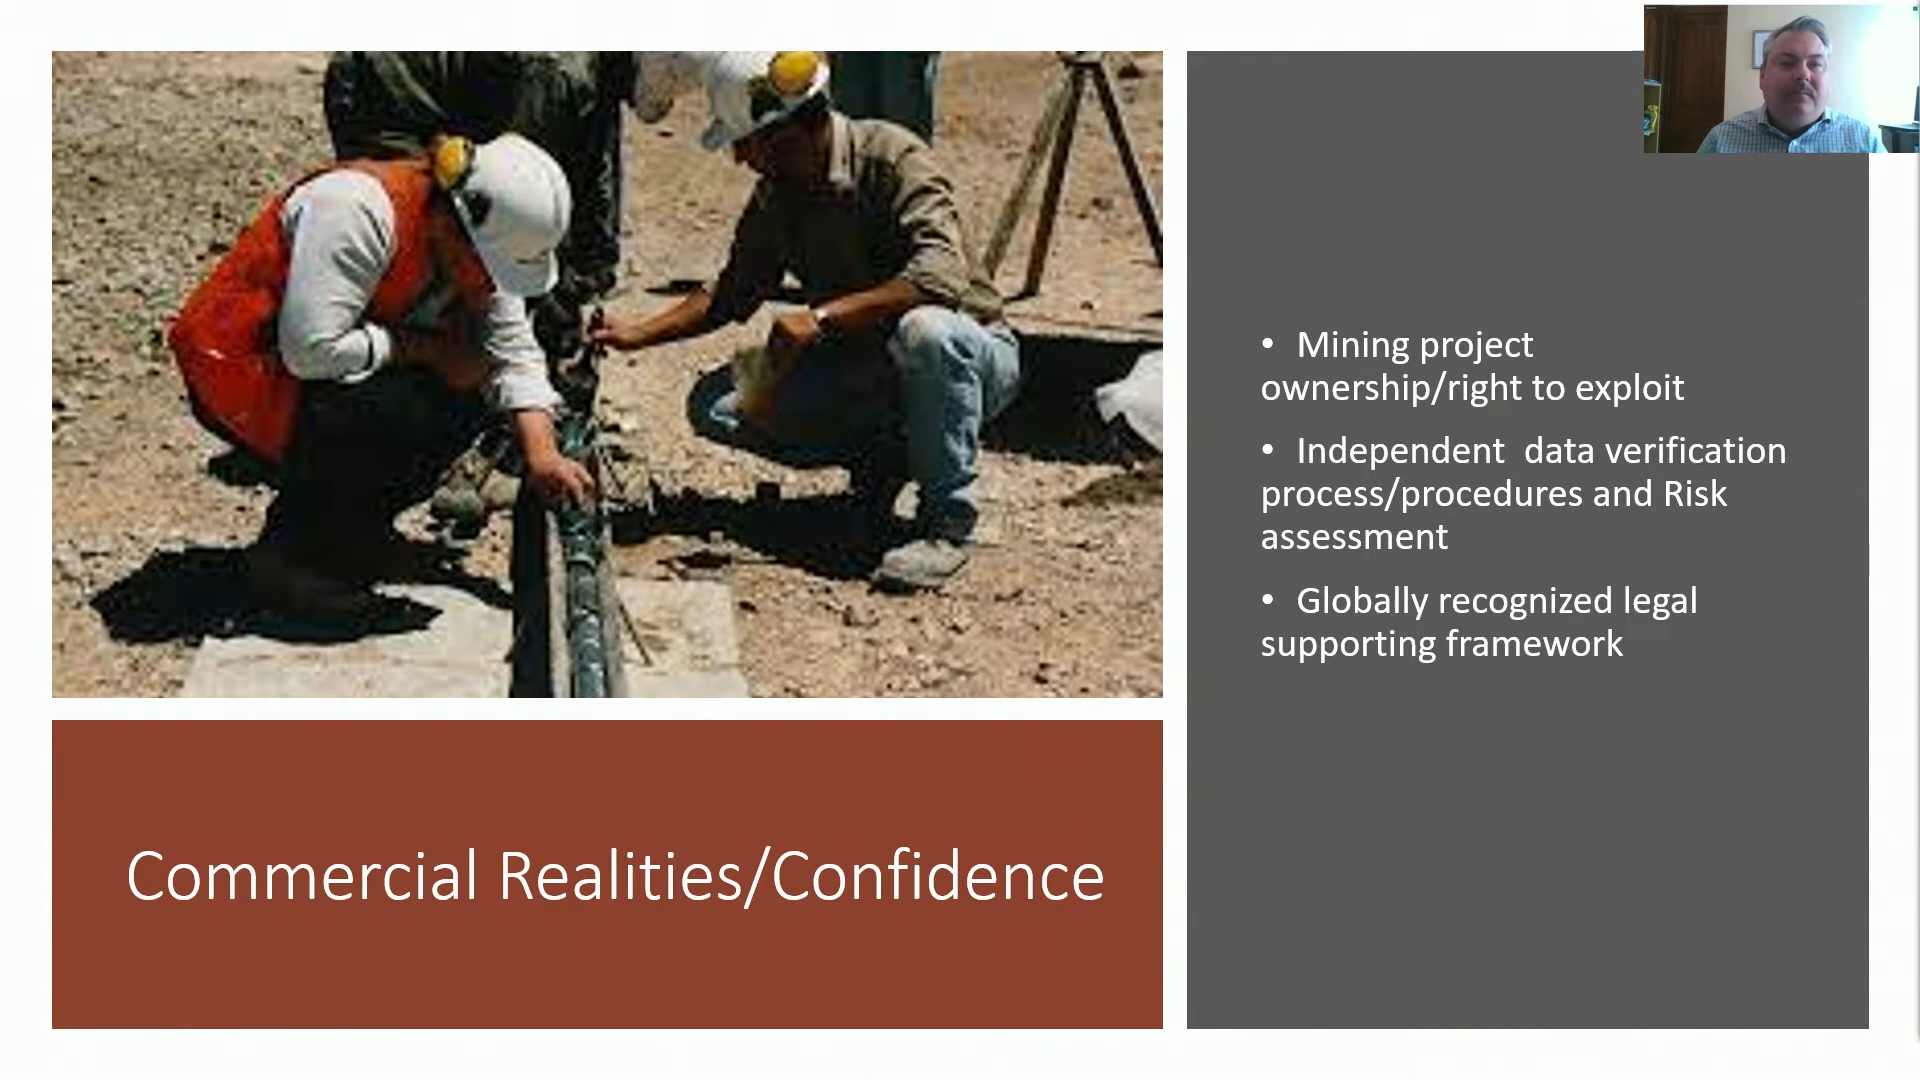 • Mining project
ownership/right to exploit
• Independent  data verification
process/procedures and Risk
assessment
• Globally recognized legal
supporting framework
Commercial Realities/Confidence